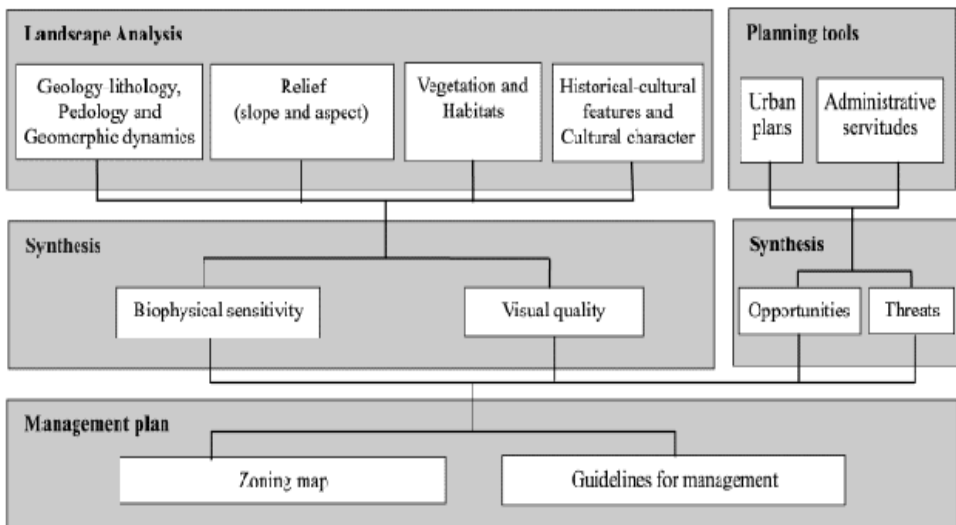 Landscape Analysis
Geology-lithology,
Pedology and
Geomorphic dynamics
Relief
(slope and aspect)
Vegetation and
Habitats
Historical-cultural
features and
Cultural character
Planning tools
Urban
plans
Administrative
servitudes
Synthesis
Biophysical sensitivity
Visual quality
Synthesis
Opportunities
Threats
Management plan
Zoning map
Guidelines for management